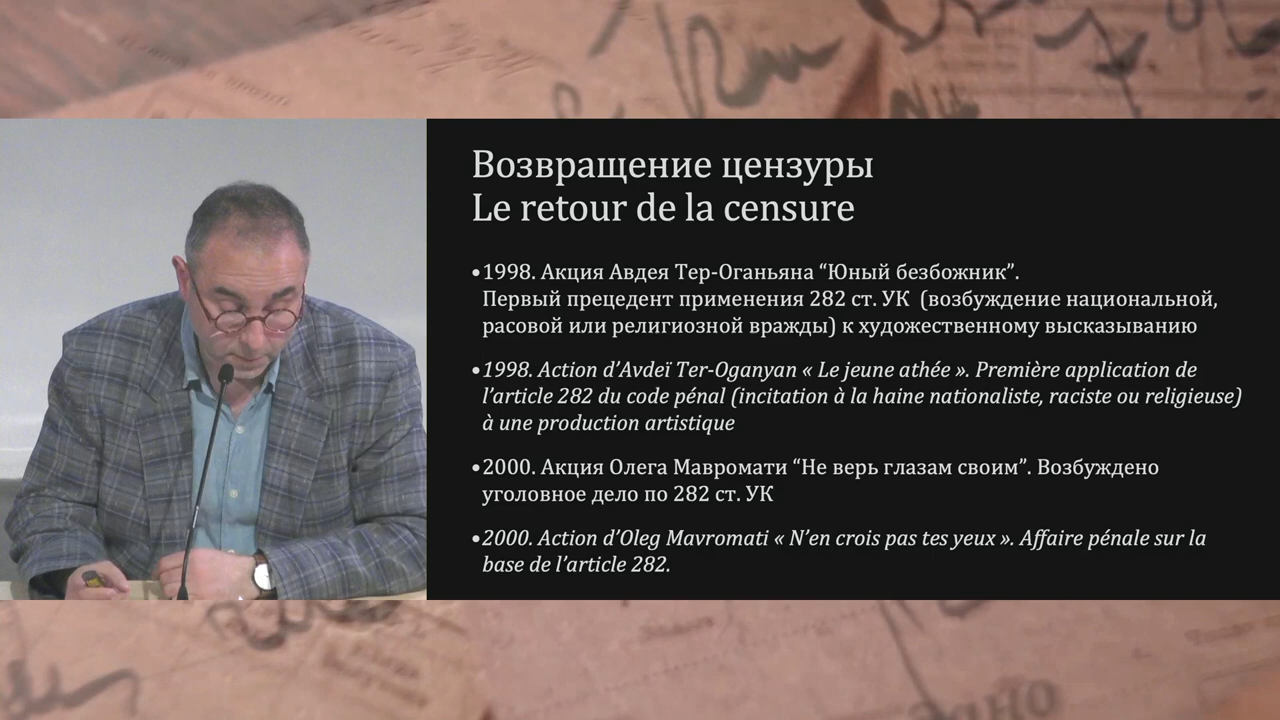 Возвращение цензуры
Le retour de la censure
•1998. Акция Авдея Тер-Оганьяна “Юный безбожник”.
Первый прецедент применения 282 ст. УК (возбуждение национальной,
расовой или религиозной вражды) к художественному высказыванию
•1998. Action d’Avdeï Ter-Oganyan « Le jeune athée ». Première application de
l’article 282 du code pénal (incitation à la haine nationaliste, raciste ou religieuse)
à une production artistique
•2000. Акция Олега Мавромати “Не верь глазам своим”. Возбуждено
уголовное дело по 282 ст. УК
•2000. Action d’Oleg Mavromati « N’en crois pas tes yeux ». Affaire pénale sur la
base de l’article 282.